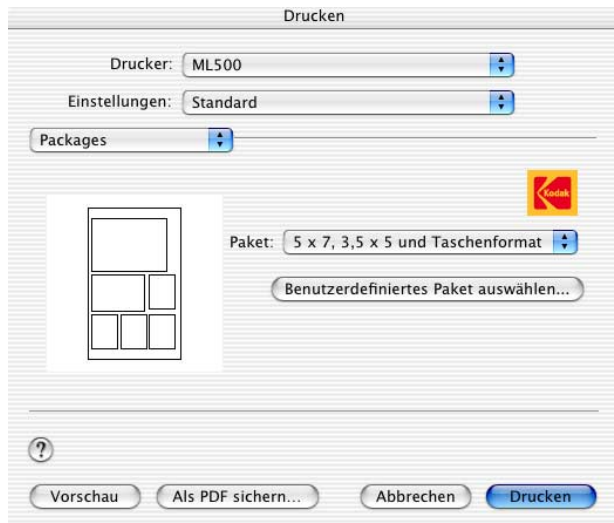 Drucken
Drucker: ML500
Einstellungen: Standard
Packages
Kodak
Paket: 5 x 7, 3,5 x 5 und Taschenformat
Benutzerdefiniertes Paket auswählen...
?
Vorschau Als PDF sichern... Abbrechen Drucken